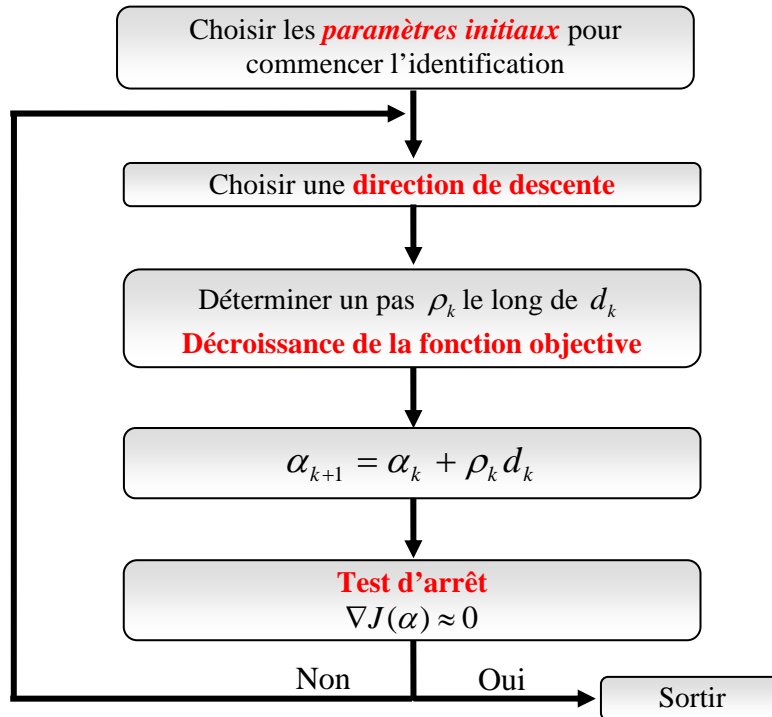 Choisir les paramètres initiaux pour
commencer l’identification
Choisir une direction de descente
Déterminer un pas ρ_k le long de d_k
Décroissance de la fonction objective
α_{k+1} = α_k + ρ_k d_k
Test d’arrêt
∇J(α) ≈ 0
Non
Oui
Sortir